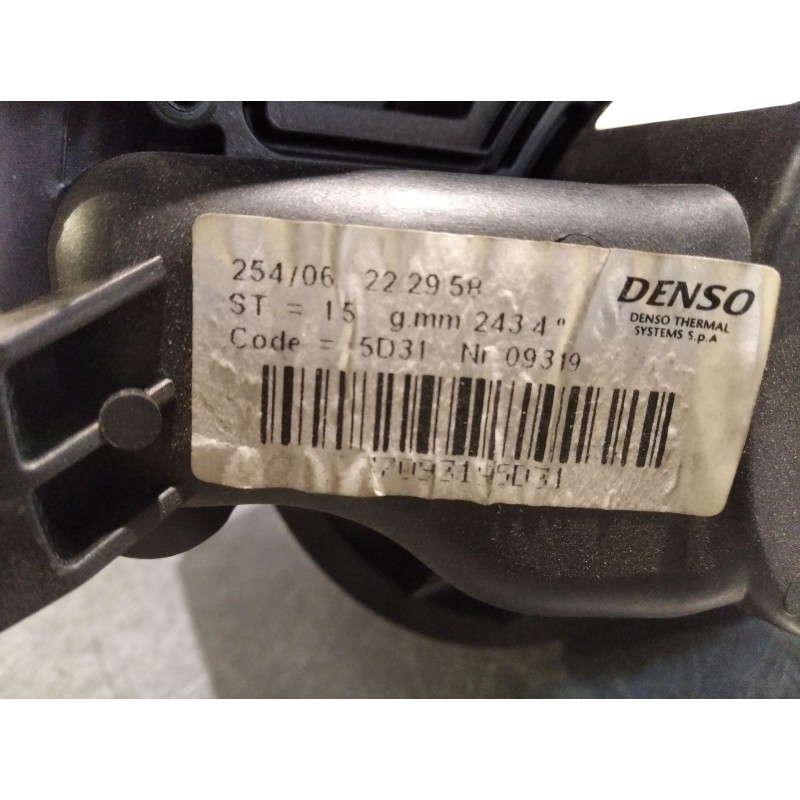 254/06 22 29 58
ST = 15 g.mm 243 4°
Code = 5D31 Nr 09319
DENSO
DENSO THERMAL
SYSTEMS S.p.A